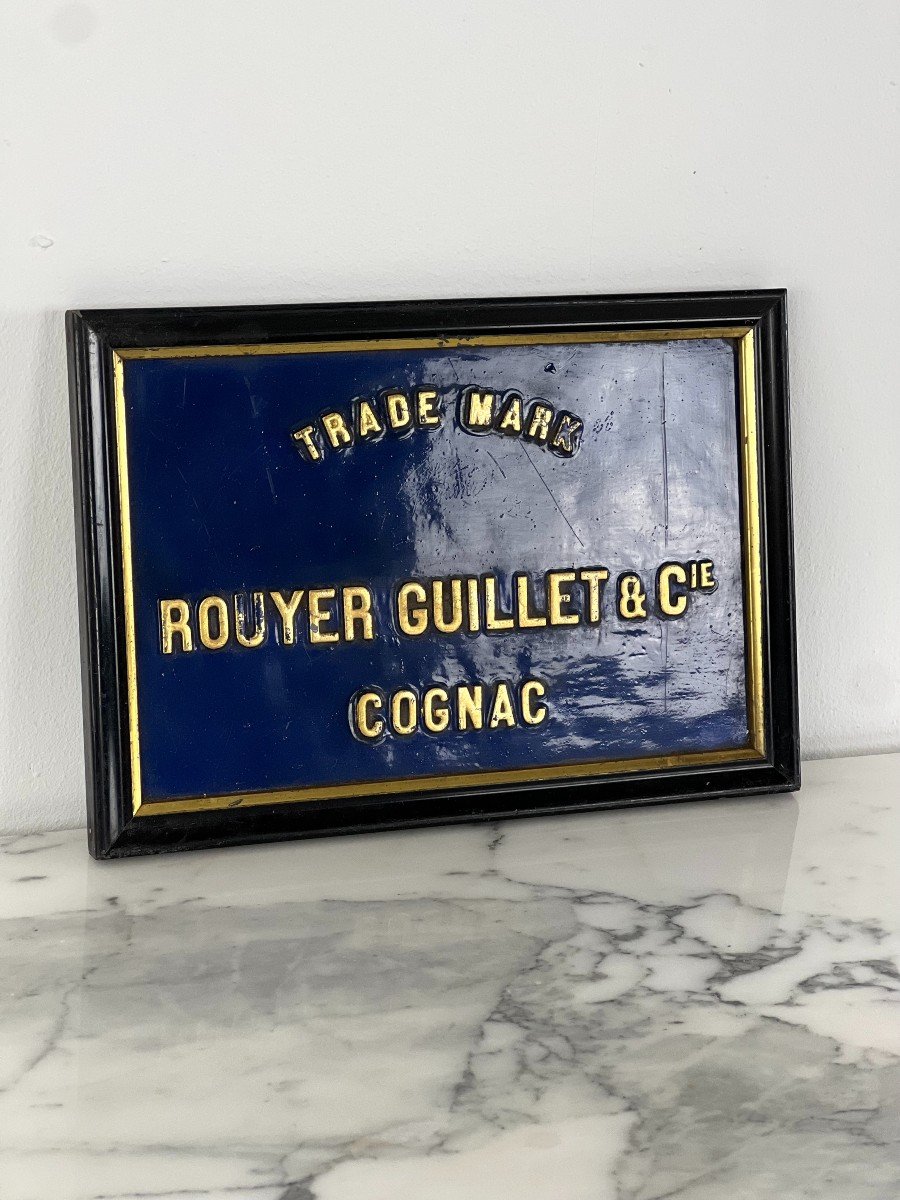 TRADE MARK
ROUYER GUILLET & CIE
COGNAC